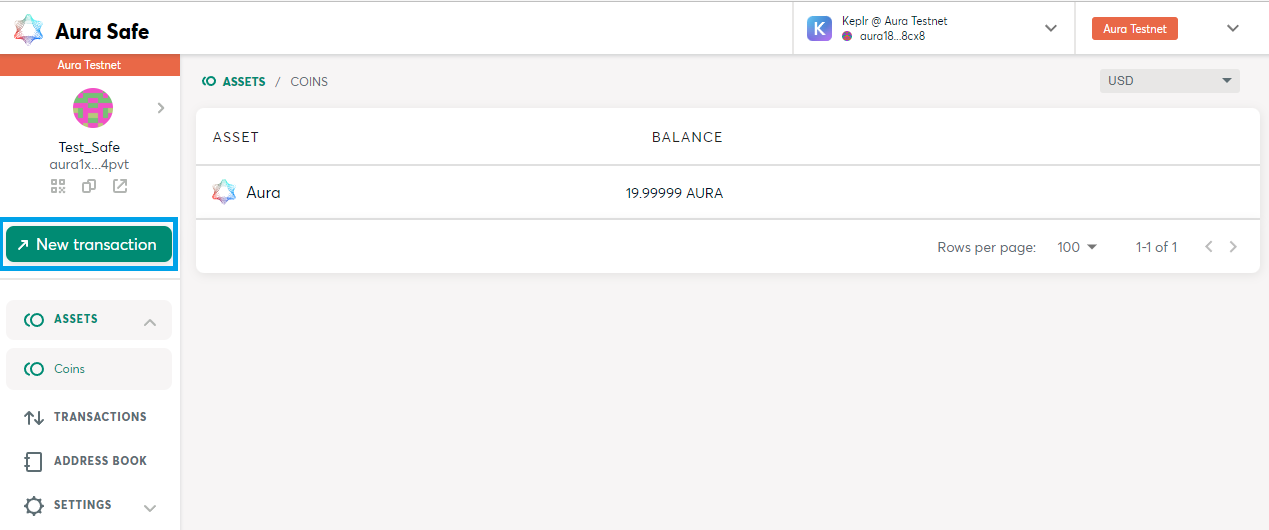 Aura Safe
Keplr @ Aura Testnet
aura18...8cx8
Aura Testnet
Aura Testnet
Test_Safe
aura1x...4pvt
New transaction
ASSETS
Coins
TRANSACTIONS
ADDRESS BOOK
SETTINGS
ASSETS / COINS
USD
ASSET BALANCE
Aura 19.99999 AURA
Rows per page: 100 1-1 of 1